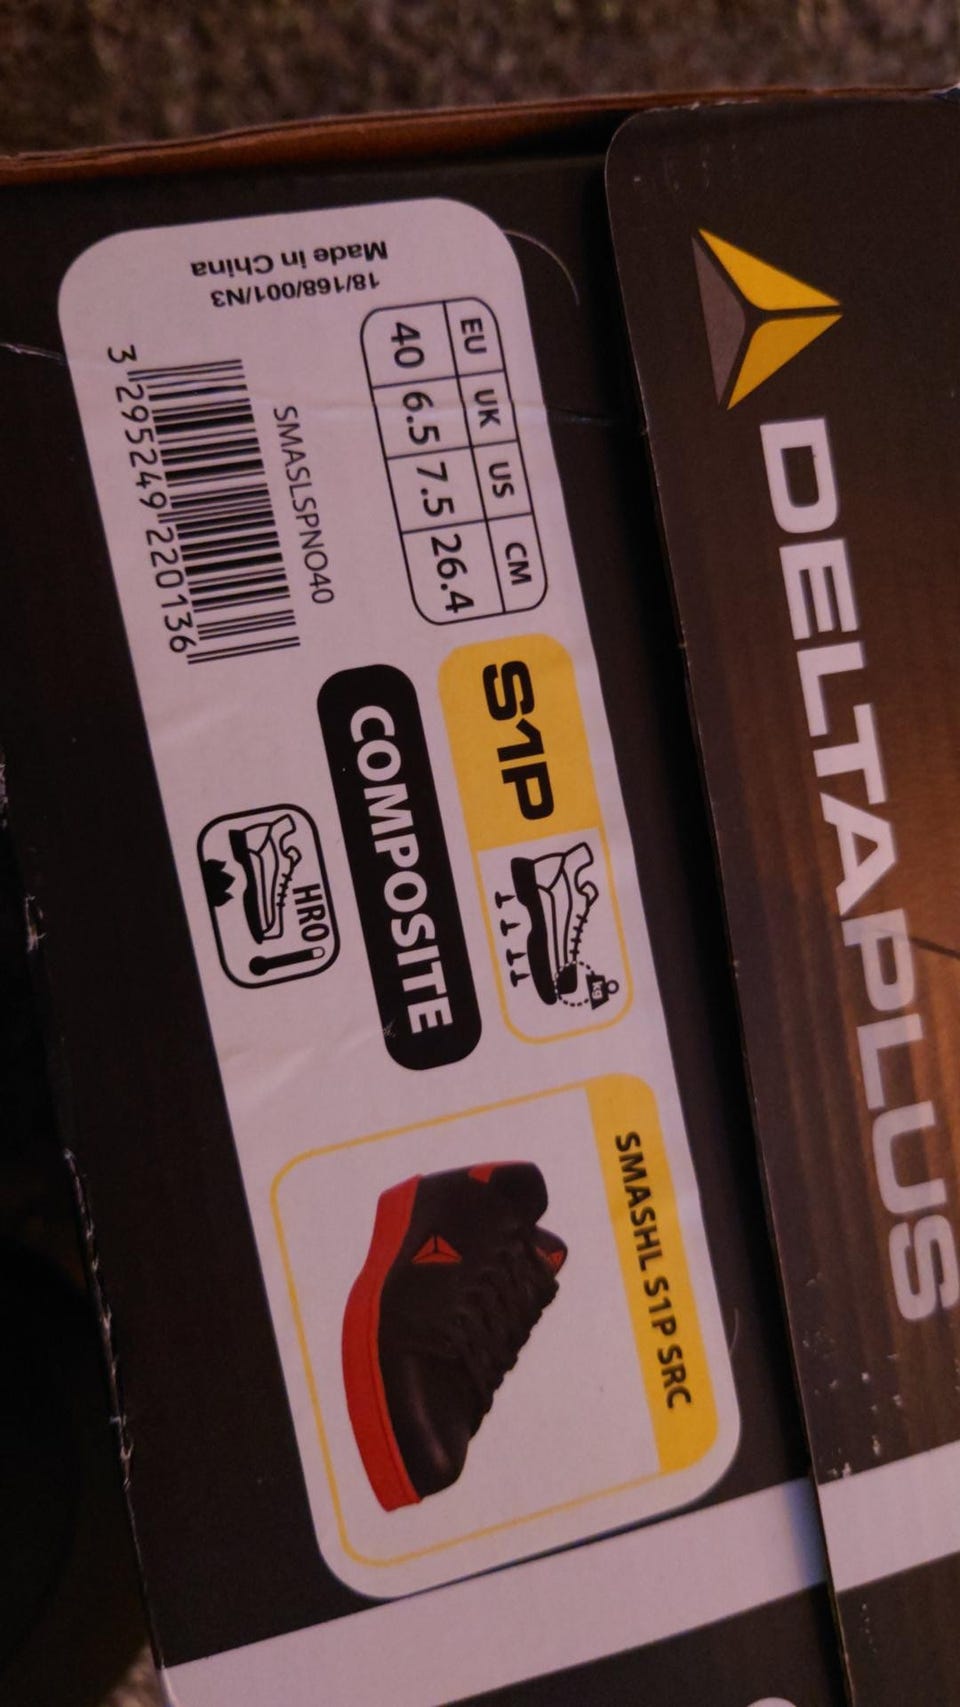 DELTAPLUS
EU UK US CM
40 6.5 7.5 26.4
SMASLSPNO40
3 295249 220136
18/168/001/N3
Made in China
S1P
kg
COMPOSITE
HRO
SMASHL S1P SRC